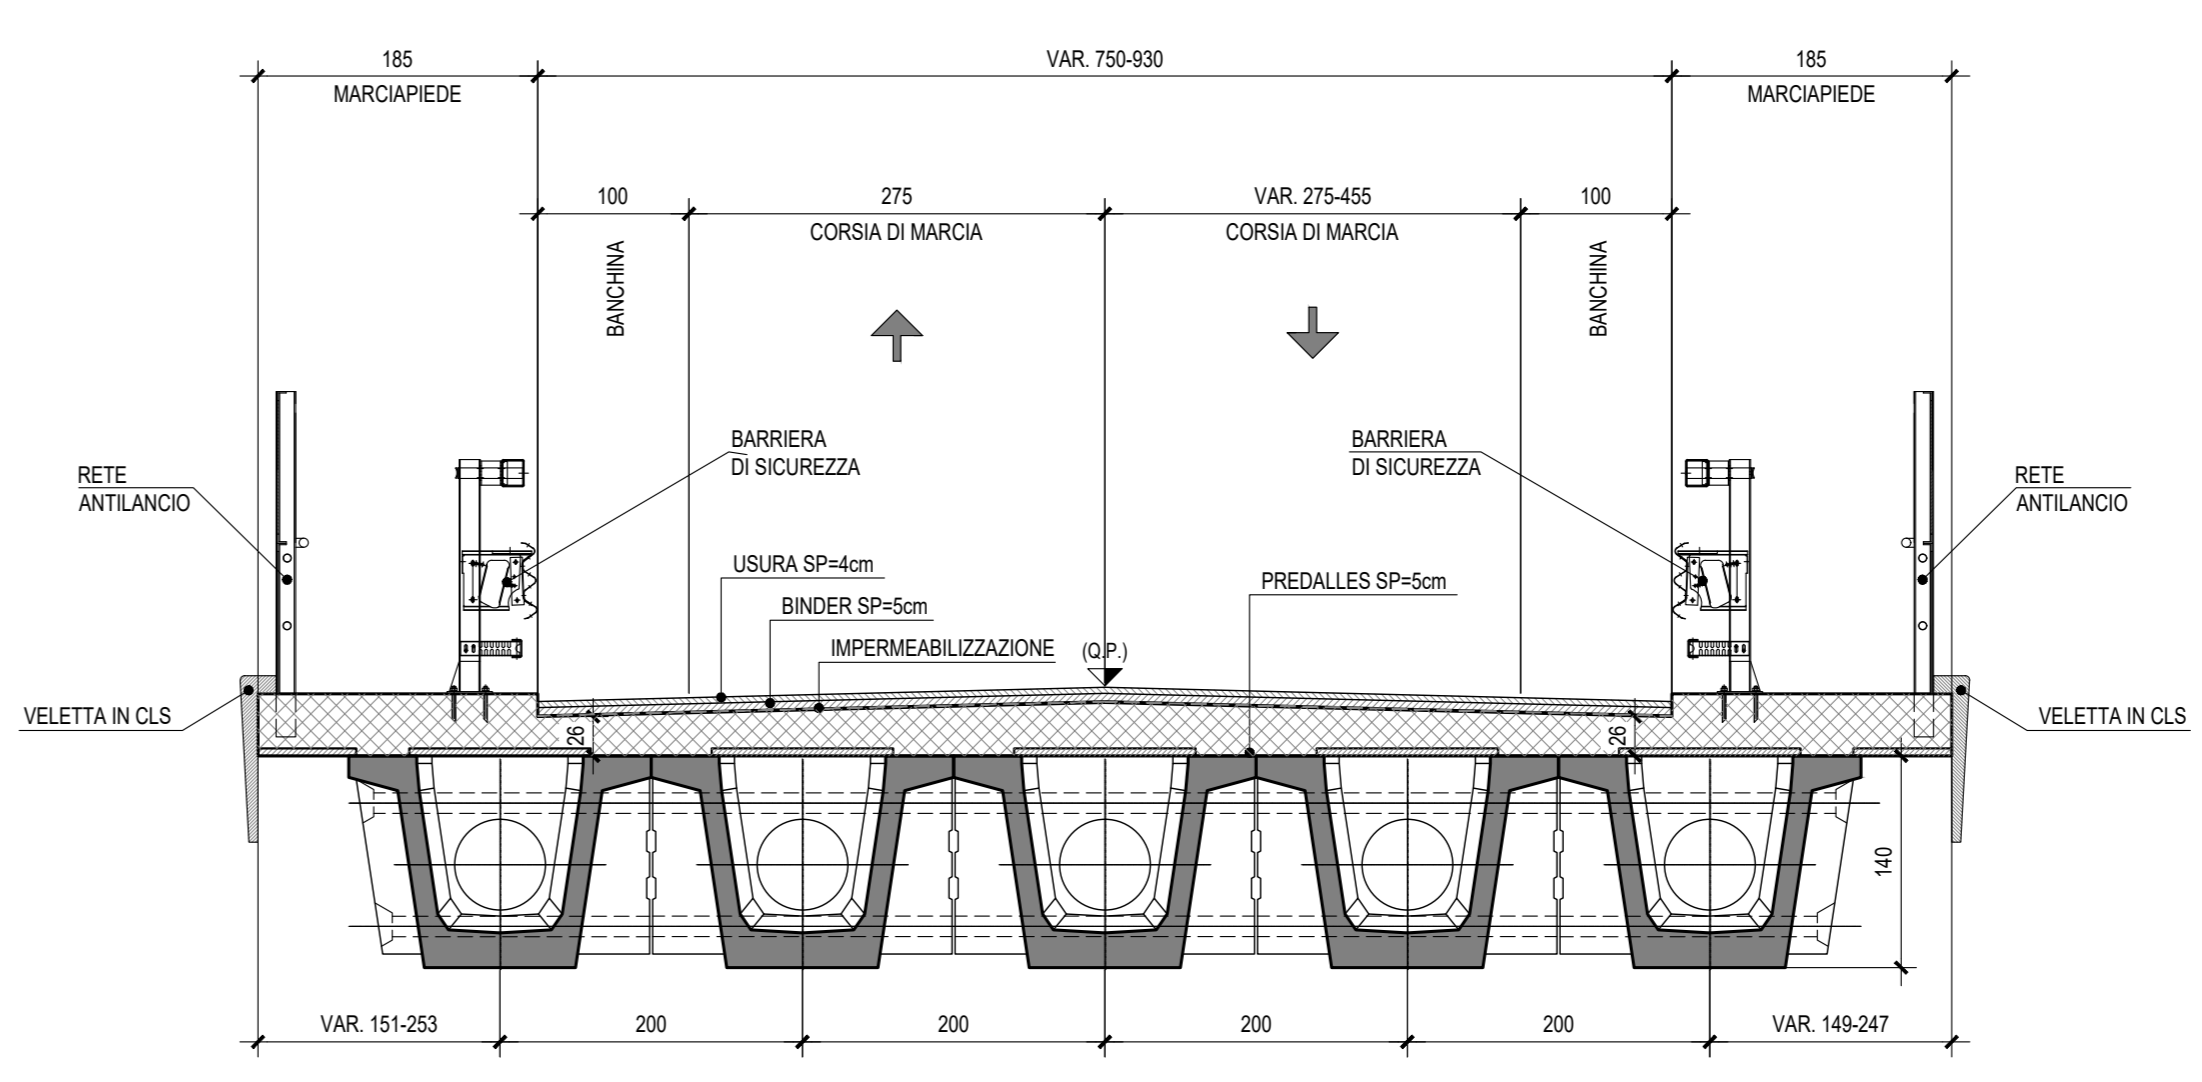 185
VAR. 750-930
185
MARCIAPIEDE
MARCIAPIEDE
100
275
VAR. 275-455
100
CORSIA DI MARCIA
CORSIA DI MARCIA
BANCHINA
BANCHINA
BARRIERA
DI SICUREZZA
BARRIERA
DI SICUREZZA
RETE
ANTILANCIO
RETE
ANTILANCIO
USURA SP=4cm
PREDALLES SP=5cm
BINDER SP=5cm
IMPERMEABILIZZAZIONE
(Q.P.)
VELETTA IN CLS
VELETTA IN CLS
26
26
140
VAR. 151-253
200
200
200
200
VAR. 149-247